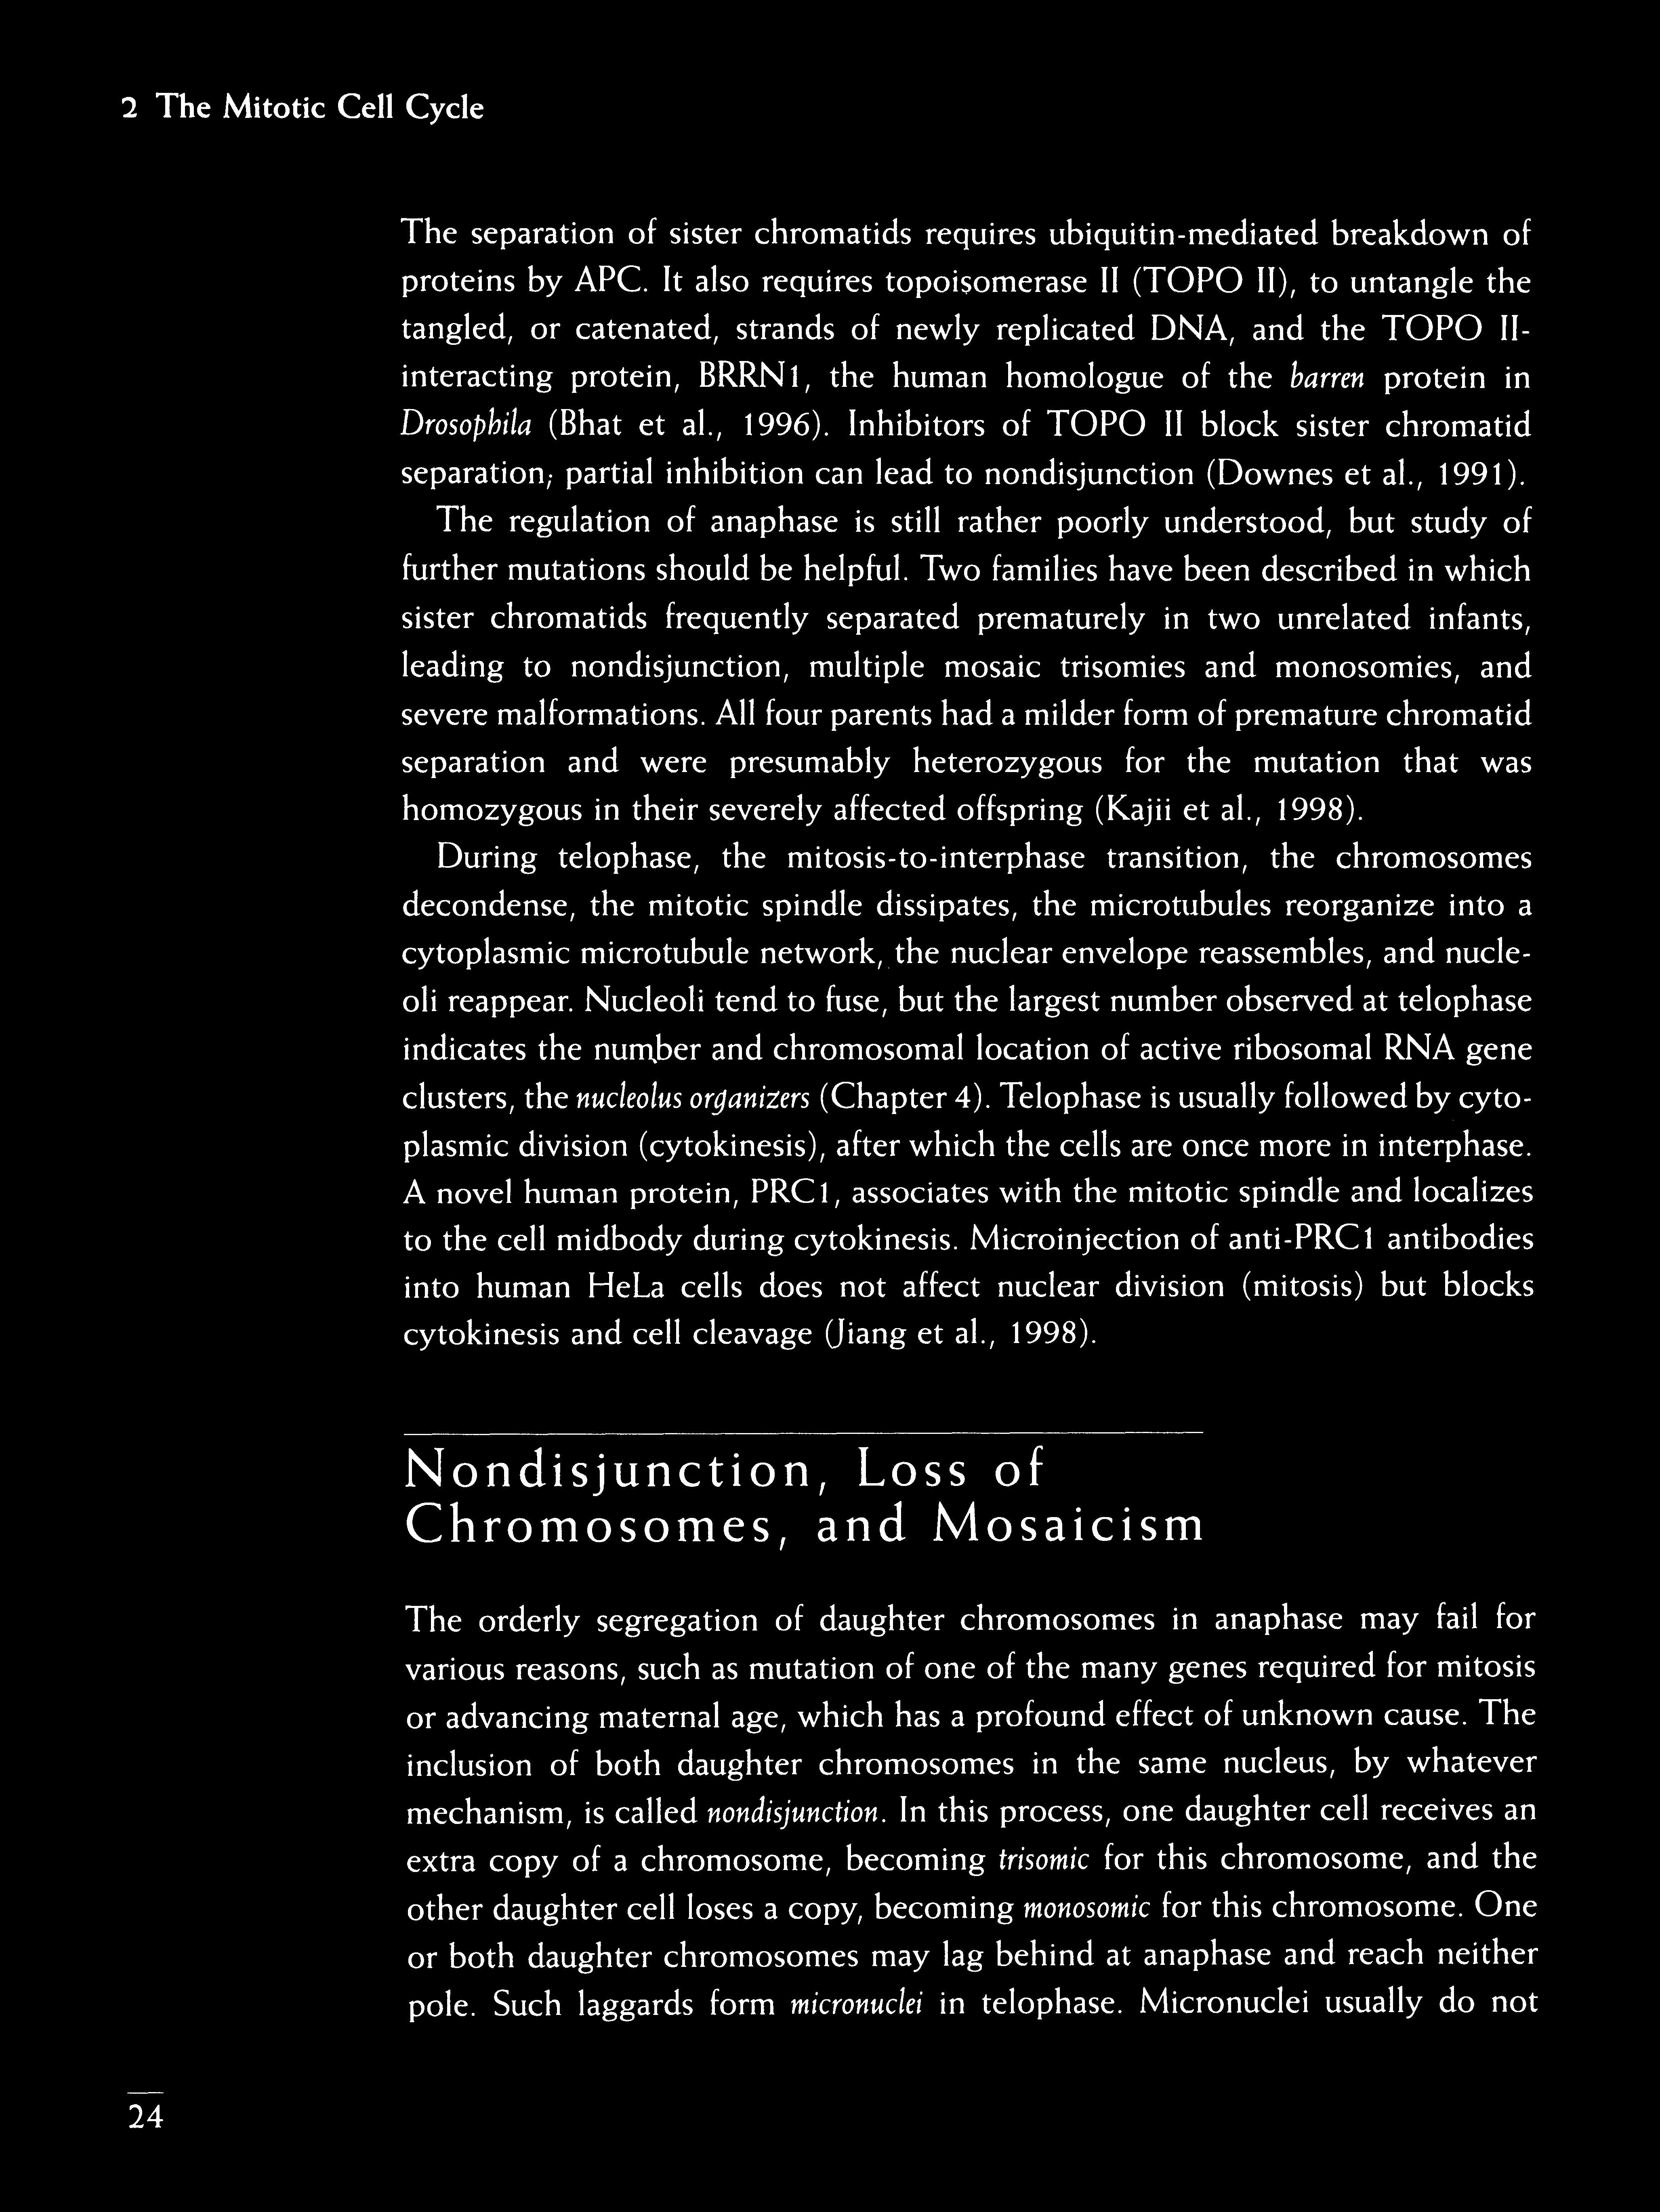 2 The Mitotic Cell Cycle
The separation of sister chromatids requires ubiquitin-mediated breakdown of
proteins by APC. It also requires topoisomerase II (TOPO II), to untangle the
tangled, or catenated, strands of newly replicated DNA, and the TOPO II-
interacting protein, BRRN1, the human homologue of the barren protein in
Drosophila (Bhat et al., 1996). Inhibitors of TOPO II block sister chromatid
separation; partial inhibition can lead to nondisjunction (Downes et al., 1991).
The regulation of anaphase is still rather poorly understood, but study of
further mutations should be helpful. Two families have been described in which
sister chromatids frequently separated prematurely in two unrelated infants,
leading to nondisjunction, multiple mosaic trisomies and monosomies, and
severe malformations. All four parents had a milder form of premature chromatid
separation and were presumably heterozygous for the mutation that was
homozygous in their severely affected offspring (Kajii et al., 1998).
During telophase, the mitosis-to-interphase transition, the chromosomes
decondense, the mitotic spindle dissipates, the microtubules reorganize into a
cytoplasmic microtubule network, the nuclear envelope reassembles, and nucle-
oli reappear. Nucleoli tend to fuse, but the largest number observed at telophase
indicates the number and chromosomal location of active ribosomal RNA gene
clusters, the nucleolus organizers (Chapter 4). Telophase is usually followed by cyto-
plasmic division (cytokinesis), after which the cells are once more in interphase.
A novel human protein, PRC1, associates with the mitotic spindle and localizes
to the cell midbody during cytokinesis. Microinjection of anti-PRC1 antibodies
into human HeLa cells does not affect nuclear division (mitosis) but blocks
cytokinesis and cell cleavage (Jiang et al., 1998).
Nondisjunction, Loss of
Chromosomes, and Mosaicism
The orderly segregation of daughter chromosomes in anaphase may fail for
various reasons, such as mutation of one of the many genes required for mitosis
or advancing maternal age, which has a profound effect of unknown cause. The
inclusion of both daughter chromosomes in the same nucleus, by whatever
mechanism, is called nondisjunction. In this process, one daughter cell receives an
extra copy of a chromosome, becoming trisomic for this chromosome, and the
other daughter cell loses a copy, becoming monosomic for this chromosome. One
or both daughter chromosomes may lag behind at anaphase and reach neither
pole. Such laggards form micronuclei in telophase. Micronuclei usually do not
24